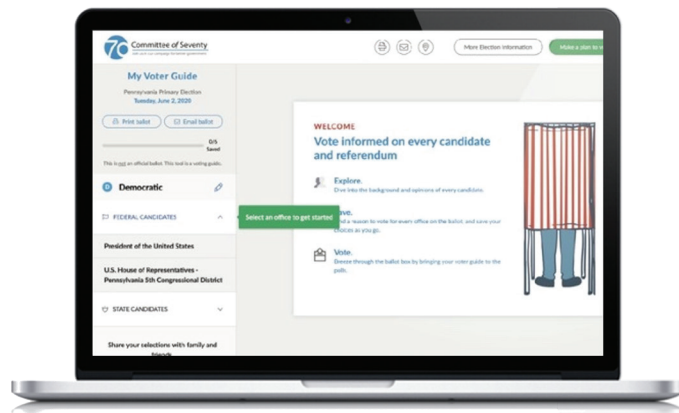 70
Committee of Seventy
More Election Information
Make a plan to v
My Voter Guide
Pennsylvania Primary Election
Tuesday, June 2, 2020
Print ballot
Email ballot
0/6
Saved
This is not an official ballot. This tool is a voting guide.
D Democratic
FEDERAL CANDIDATES
President of the United States
U.S. House of Representatives -
Pennsylvania 5th Congressional District
STATE CANDIDATES
Share your selections with family and
friends
Select an office to get started
WELCOME
Vote informed on every candidate
and referendum
Explore.
Dive into the background and opinions of every candidate.
ave.
nd a reason to vote for every office on the ballot, and save your
choices as you go.
Vote.
Breeze through the ballot box by bringing your voter guide to the
polls.